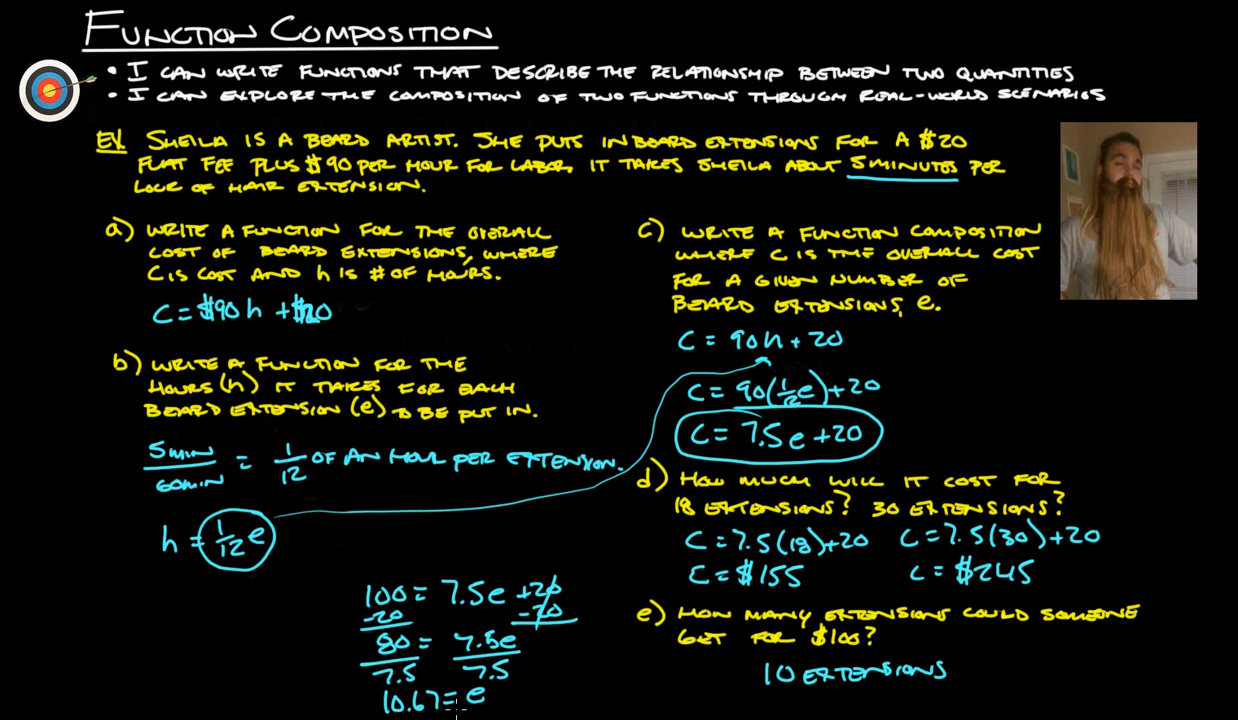 FUNCTION COMPOSITION
• I CAN WRITE FUNCTIONS THAT DESCRIBE THE RELATIONSHIP BETWEEN TWO QUANTITIES
• I CAN EXPLORE THE COMPOSITION OF TWO FUNCTIONS THROUGH REAL-WORLD SCENARIOS
EX SHEILA IS A BEARD ARTIST. SHE PUTS IN BOARD EXTENSIONS FOR A $20
FLAT FEE PLUS $90 PER HOUR FOR LABOR. IT TAKES SHEILA ABOUT 5 MINUTES PER
LOCK OF HAIR EXTENSION.
a) WRITE A FUNCTION FOR THE OVERALL
COST OF BEARD EXTENSIONS, WHERE
C IS COST AND h IS # OF HOURS.
C = $90h + $20
b) WRITE A FUNCTION FOR THE
HOURS (h) IT TAKES FOR EACH
BEARD EXTENSION (e) TO BE PUT IN.
5 MIN / 60 MIN = 1/12 OF AN HOUR PER EXTENSION.
h = 1/12 e
100 = 7.5e + 20
-20 -20
80 = 7.5e
7.5 7.5
10.67 = e
c) WRITE A FUNCTION COMPOSITION
WHERE C IS THE OVERALL COST
FOR A GIVEN NUMBER OF
BEARD EXTENSIONS, e.
C = 90h + 20
C = 90(1/12 e) + 20
C = 7.5e + 20
d) HOW MUCH WILL IT COST FOR
18 EXTENSIONS? 30 EXTENSIONS?
C = 7.5(18) + 20 C = 7.5(30) + 20
C = $155 C = $245
e) HOW MANY EXTENSIONS COULD SOMEONE
GET FOR $100?
10 EXTENSIONS